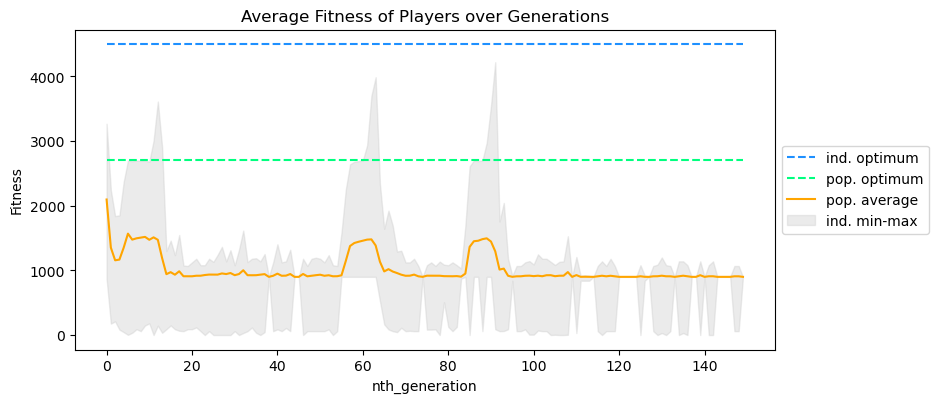 Average Fitness of Players over Generations
Fitness
4000
3000
2000
1000
0
0 20 40 60 80 100 120 140
nth_generation
ind. optimum
pop. optimum
pop. average
ind. min-max